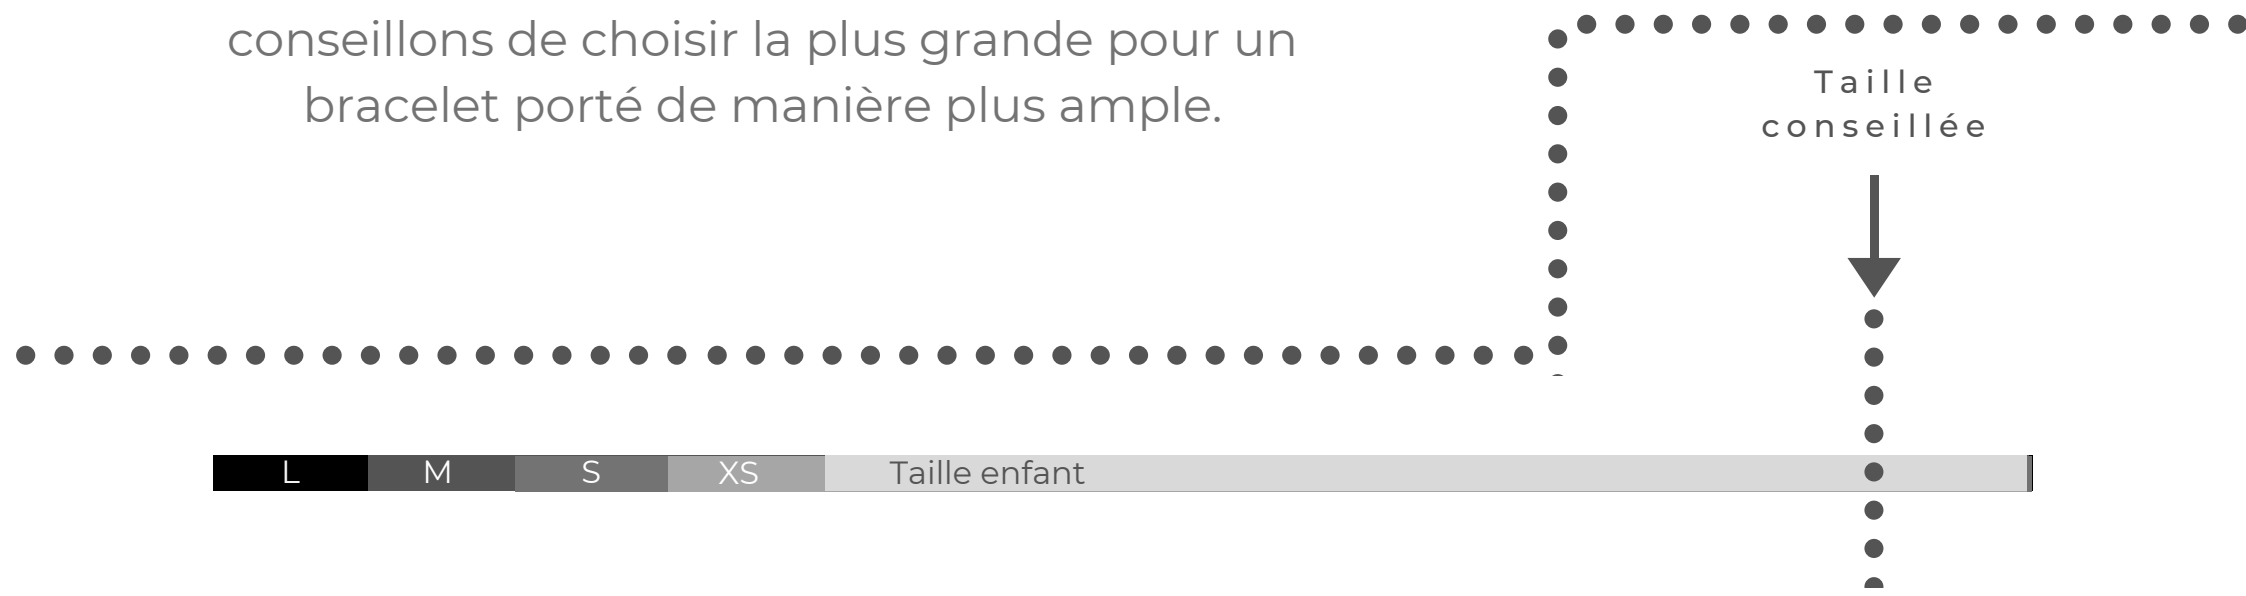 conseillons de choisir la plus grande pour un
bracelet porté de manière plus ample.
Taille
conseillée
L M S XS Taille enfant